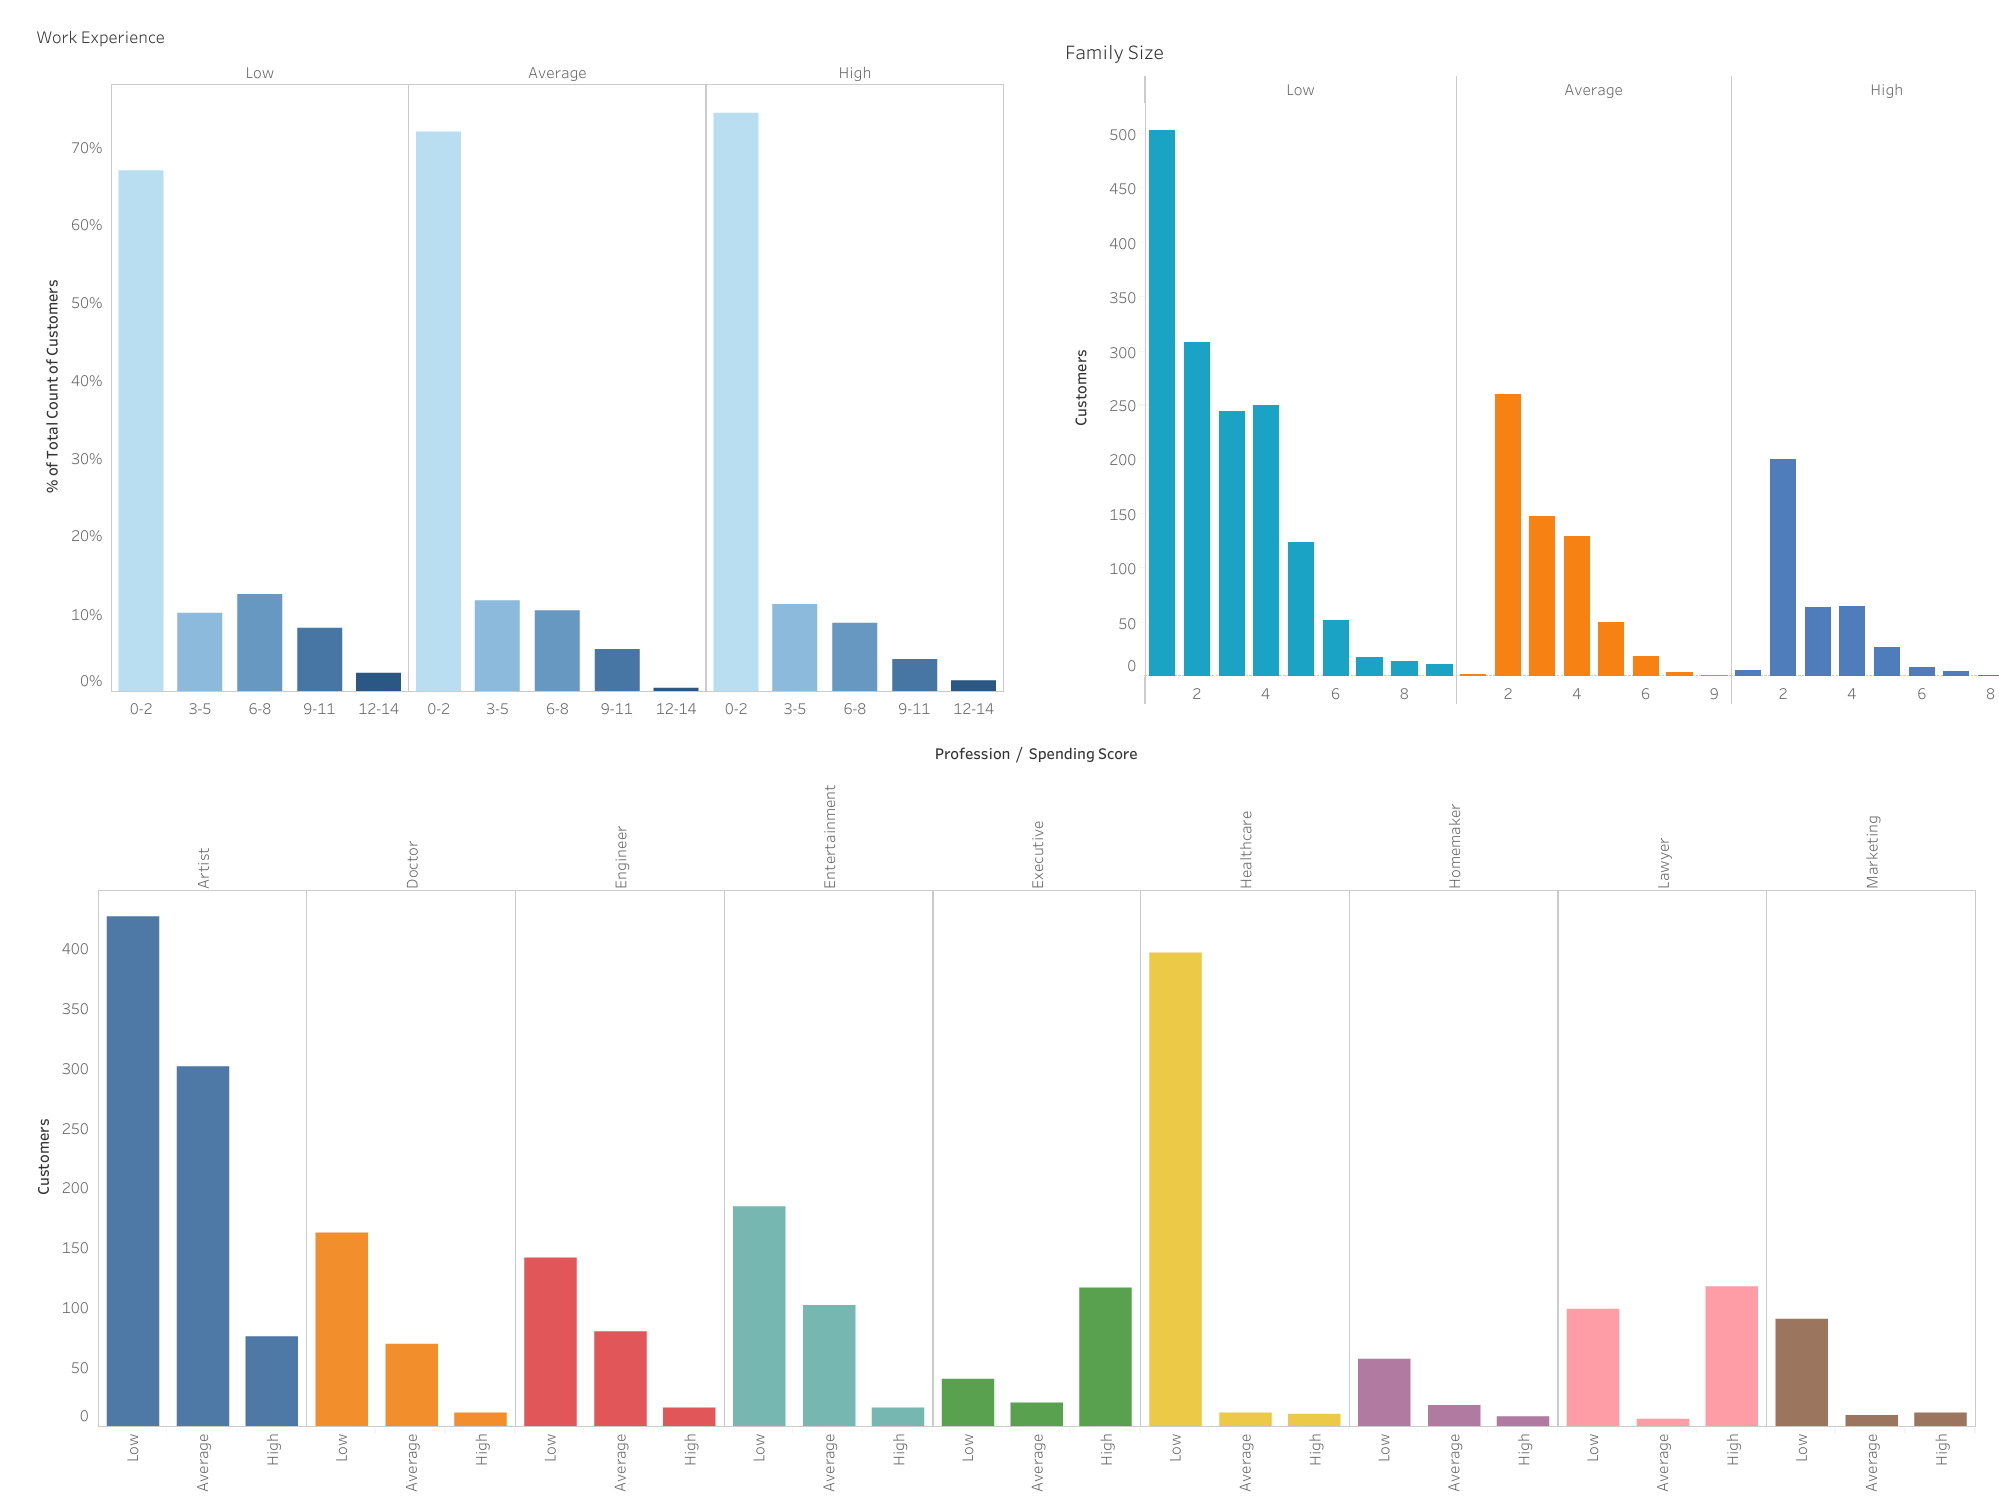 Work Experience
Low Average High
% of Total Count of Customers
70%
60%
50%
40%
30%
20%
10%
0%
0-2 3-5 6-8 9-11 12-14 0-2 3-5 6-8 9-11 12-14 0-2 3-5 6-8 9-11 12-14
Family Size
Low Average High
Customers
500
450
400
350
300
250
200
150
100
50
0
2 4 6 8 2 4 6 9 2 4 6 8
Profession / Spending Score
Artist Doctor Engineer Entertainment Executive Healthcare Homemaker Lawyer Marketing
Customers
400
350
300
250
200
150
100
50
0
Low Average High Low Average High Low Average High Low Average High Low Average High Low Average High Low Average High Low Average High Low Average High